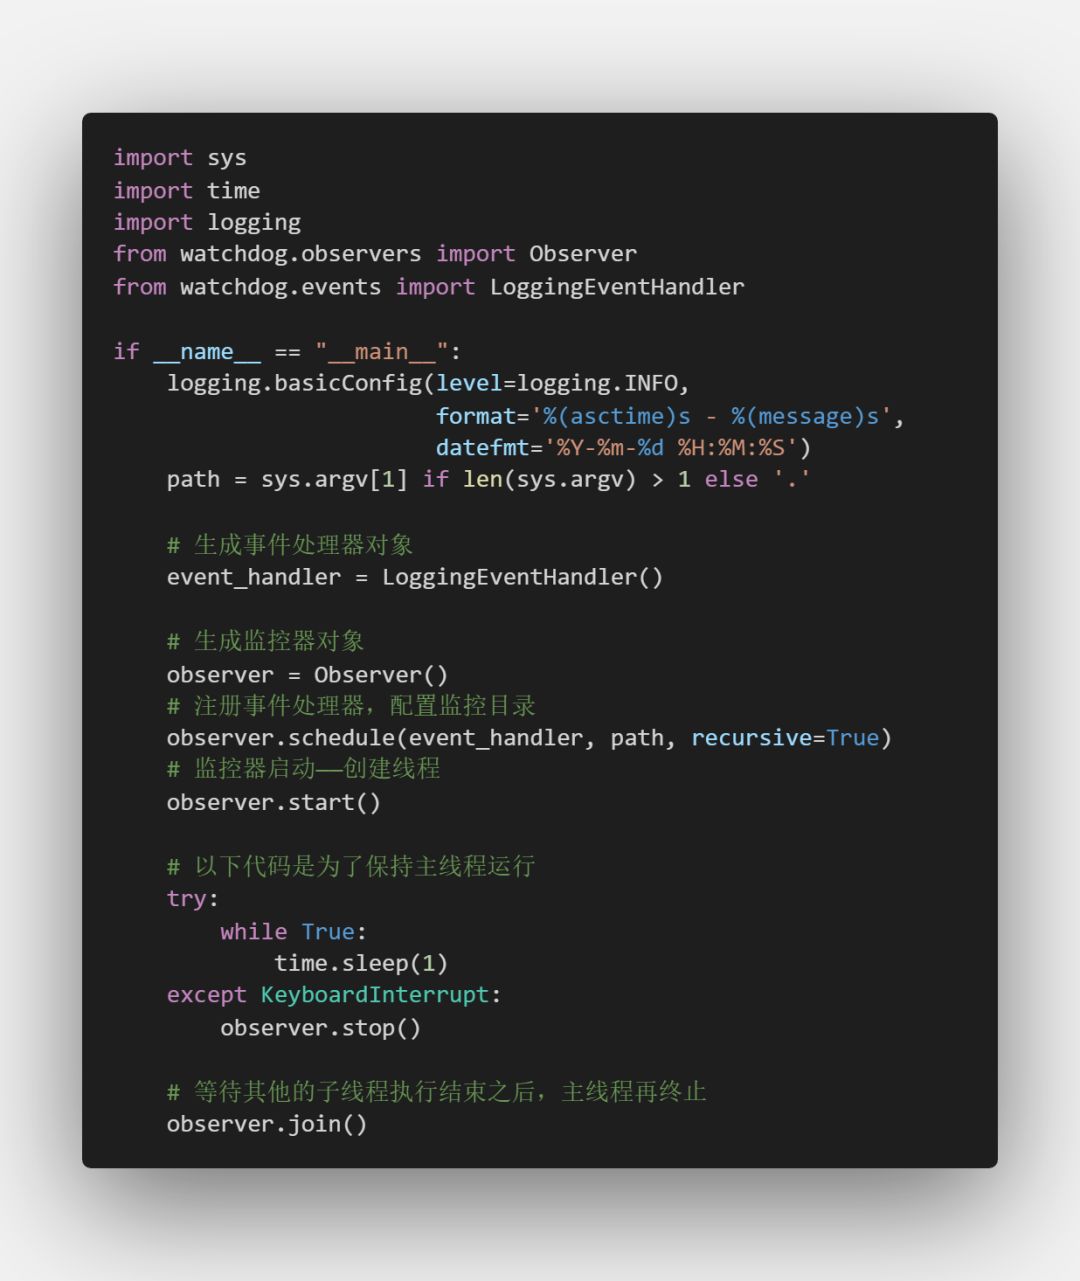 import sys
import time
import logging
from watchdog.observers import Observer
from watchdog.events import LoggingEventHandler
if __name__ == "__main__":
    logging.basicConfig(level=logging.INFO,
                        format='%(asctime)s - %(message)s',
                        datefmt='%Y-%m-%d %H:%M:%S')
    path = sys.argv[1] if len(sys.argv) > 1 else '.'
    # 生成事件处理器对象
    event_handler = LoggingEventHandler()
    # 生成监控器对象
    observer = Observer()
    # 注册事件处理器，配置监控目录
    observer.schedule(event_handler, path, recursive=True)
    # 监控器启动——创建线程
    observer.start()
    # 以下代码是为了保持主线程运行
    try:
        while True:
            time.sleep(1)
    except KeyboardInterrupt:
        observer.stop()
    # 等待其他的子线程执行结束之后，主线程再终止
    observer.join()